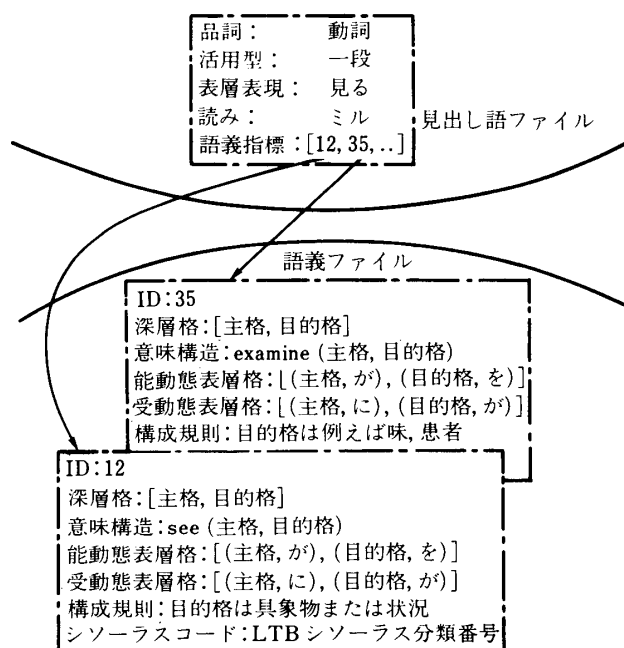 品詞： 動詞
活用型： 一段
表層表現： 見る
読み： ミル
語義指標：[12, 35, ..]
見出し語ファイル
語義ファイル
ID:35
深層格:[主格, 目的格]
意味構造:examine (主格, 目的格)
能動態表層格:[(主格, が), (目的格, を)]
受動態表層格:[(主格, に), (目的格, が)]
構成規則:目的格は例えば味, 患者
ID:12
深層格:[主格, 目的格]
意味構造:see (主格, 目的格)
能動態表層格:[(主格, が), (目的格, を)]
受動態表層格:[(主格, に), (目的格, が)]
構成規則:目的格は具象物または状況
シソーラスコード:LTBシソーラス分類番号